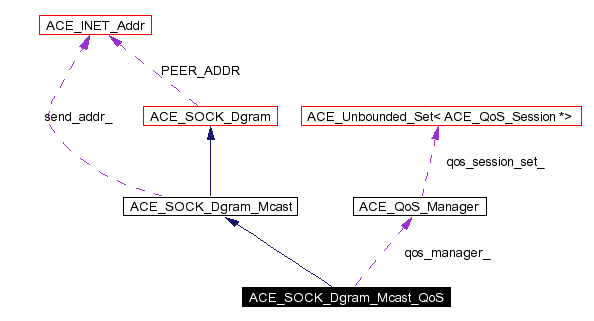 ACE_INET_Addr
PEER_ADDR
send_addr_
ACE_SOCK_Dgram
ACE_Unbounded_Set< ACE_QoS_Session *>
qos_session_set_
ACE_SOCK_Dgram_Mcast
ACE_QoS_Manager
qos_manager_
ACE_SOCK_Dgram_Mcast_QoS